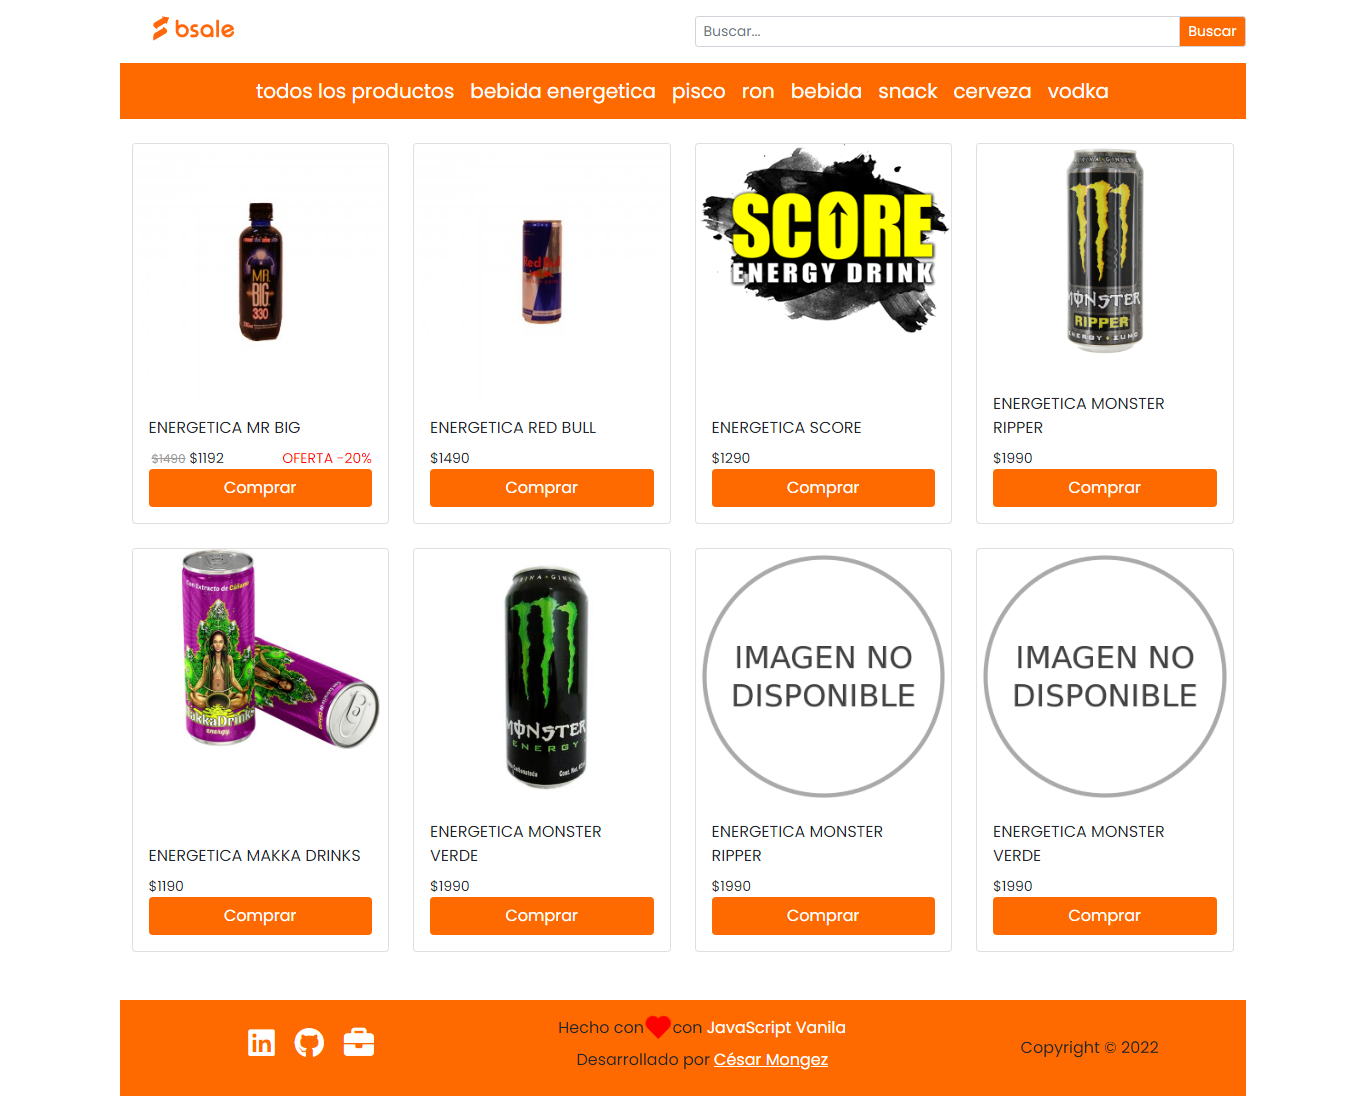 bsale
Buscar...
Buscar
todos los productos bebida energetica pisco ron bebida snack cerveza vodka
MR.
BIG
330
Red Bull
SCORE
ENERGY DRINK
MONSTER
RIPPER
ENERGY + ZUMO
ENERGETICA MR BIG
$1490 $1192 OFERTA -20%
Comprar
ENERGETICA RED BULL
$1490
Comprar
ENERGETICA SCORE
$1290
Comprar
ENERGETICA MONSTER
RIPPER
$1990
Comprar
Con Extracto de Cáñamo
MakkaDrinks
energy
MONSTER
ENERGY
IMAGEN NO
DISPONIBLE
IMAGEN NO
DISPONIBLE
ENERGETICA MAKKA DRINKS
$1190
Comprar
ENERGETICA MONSTER
VERDE
$1990
Comprar
ENERGETICA MONSTER
RIPPER
$1990
Comprar
ENERGETICA MONSTER
VERDE
$1990
Comprar
Hecho con con JavaScript Vanila
Desarrollado por César Mongez
Copyright © 2022